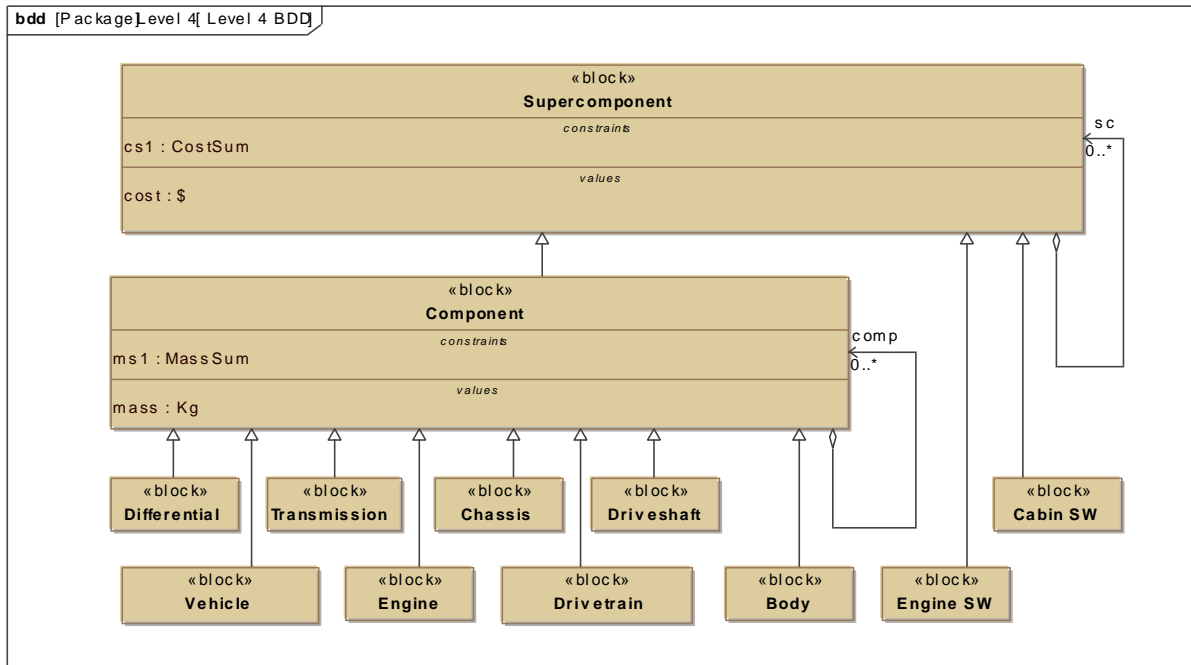 bdd [Package]Level 4[ Level 4 BDD]
«block»
Supercomponent
constraints
cs1 : CostSum
values
cost : $
sc
0..*
«block»
Component
constraints
ms1 : MassSum
values
mass : Kg
comp
0..*
«block»
Differential
«block»
Transmission
«block»
Chassis
«block»
Driveshaft
«block»
Cabin SW
«block»
Vehicle
«block»
Engine
«block»
Drivetrain
«block»
Body
«block»
Engine SW